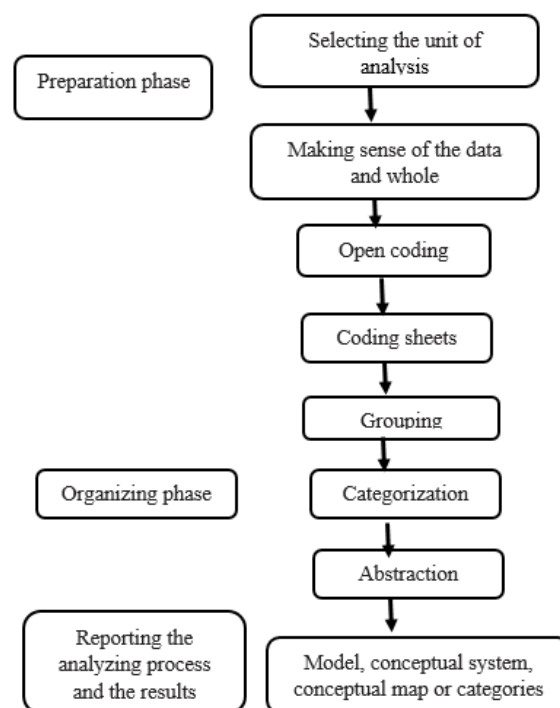 Selecting the unit of
analysis
Preparation phase
Making sense of the data
and whole
Open coding
Coding sheets
Grouping
Organizing phase
Categorization
Abstraction
Reporting the
analyzing process
and the results
Model, conceptual system,
conceptual map or categories